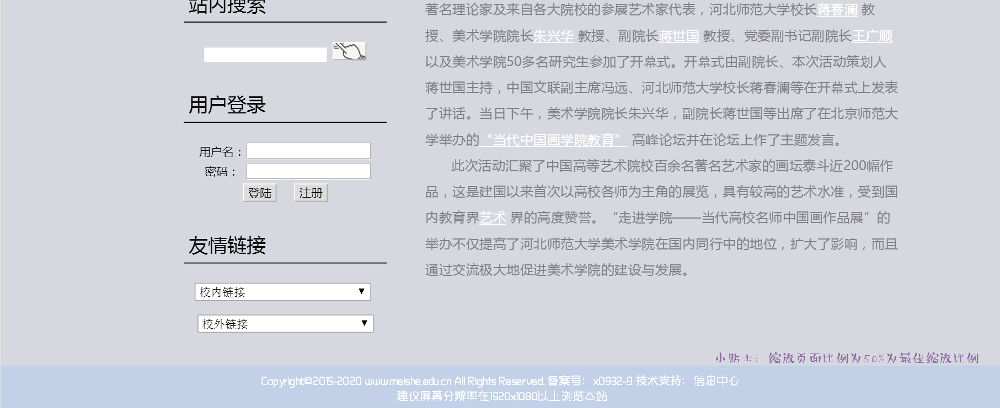 站内搜索
用户登录
用户名：
密码：
登陆 注册
友情链接
校内链接 ▼
校外链接 ▼
著名理论家及来自各大院校的参展艺术家代表，河北师范大学校长蒋春澜 教
授、美术学院院长朱兴华 教授、副院长蒋世国 教授、党委副书记副院长王广顺
以及美术学院50多名研究生参加了开幕式。开幕式由副院长、本次活动策划人
蒋世国主持，中国文联副主席冯远、河北师范大学校长蒋春澜等在开幕式上发表
了讲话。当日下午，美术学院院长朱兴华，副院长蒋世国等出席了在北京师范大
学举办的“当代中国画学院教育” 高峰论坛并在论坛上作了主题发言。
此次活动汇聚了中国高等艺术院校百余名著名艺术家的画坛泰斗近200幅作
品，这是建国以来首次以高校各师为主角的展览，具有较高的艺术水准，受到国
内教育界艺术 界的高度赞誉。“走进学院——当代高校名师中国画作品展”的
举办不仅提高了河北师范大学美术学院在国内同行中的地位，扩大了影响，而且
通过交流极大地促进美术学院的建设与发展。
小贴士：缩放页面比例为50%为最佳缩放比例
Copyright©2015-2020 www.meishe.edu.cn All Rights Reserved. 备案号：x0932-9 技术支持：信息中心
建议屏幕分辨率在1920x1080以上浏览本站